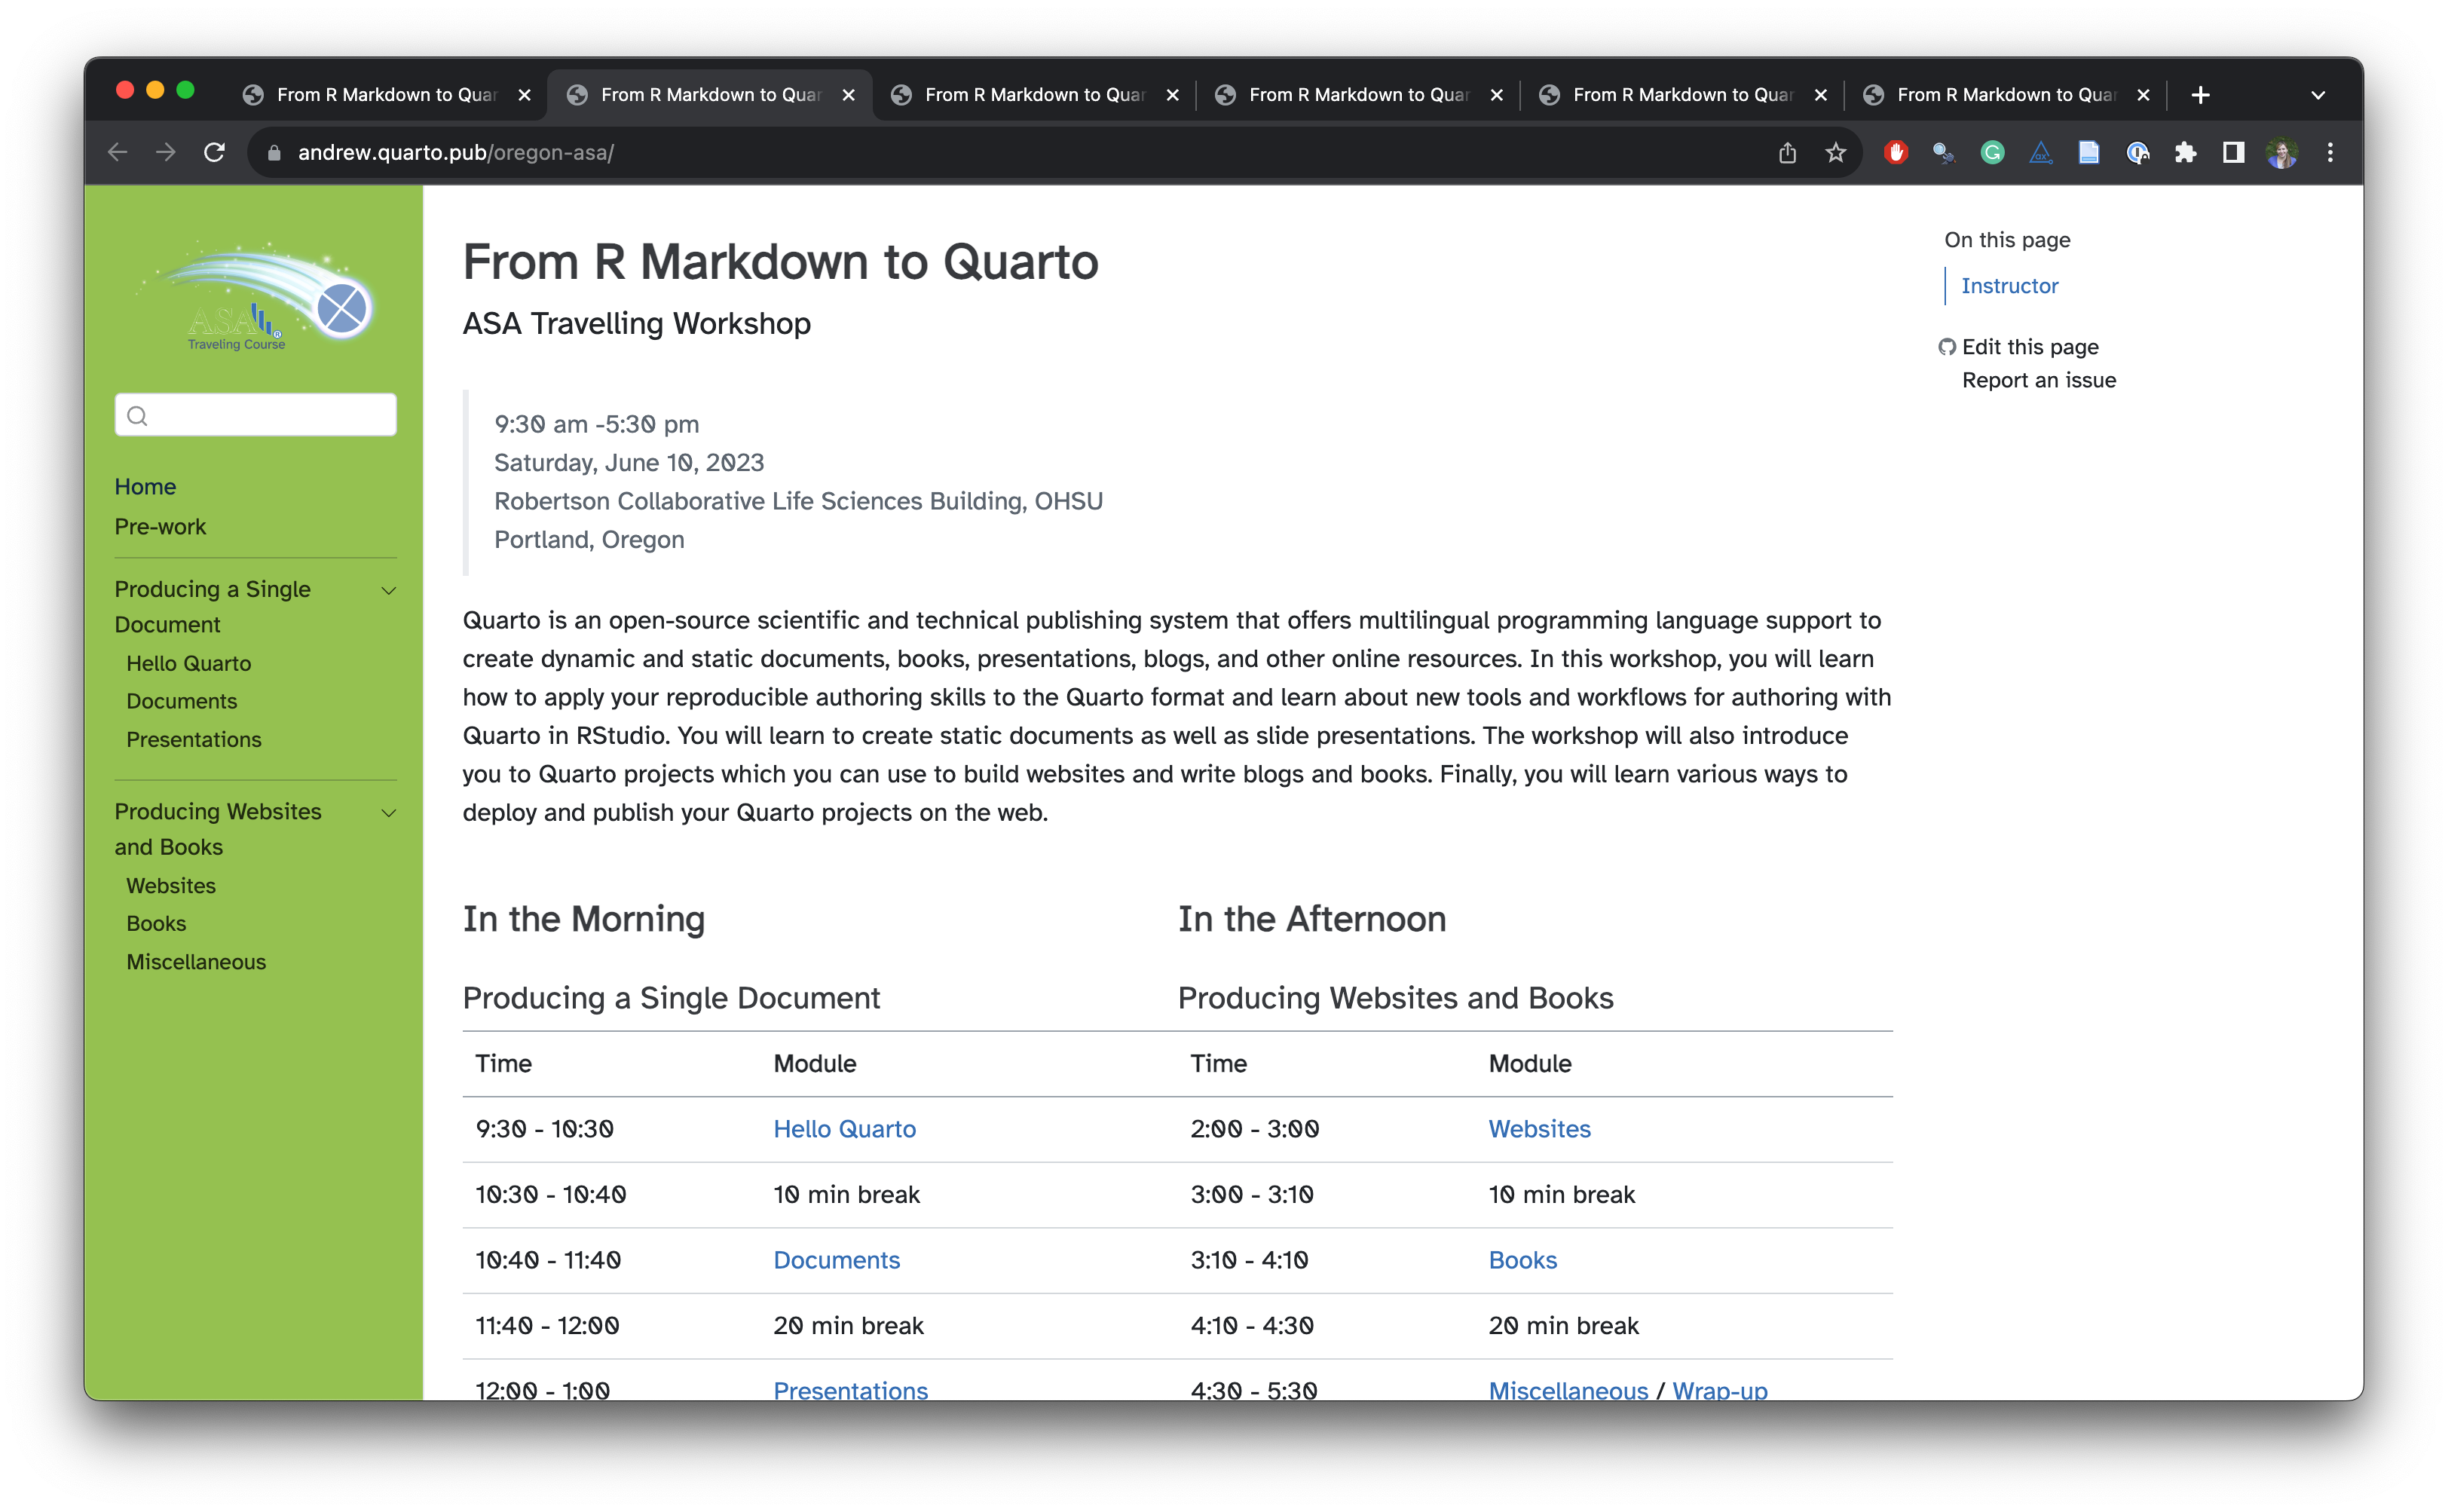 From R Markdown to Quar
From R Markdown to Quar
From R Markdown to Quar
From R Markdown to Quar
From R Markdown to Quar
From R Markdown to Quar
andrew.quarto.pub/oregon-asa/
ASA
Traveling Course
Home
Pre-work
Producing a Single
Document
Hello Quarto
Documents
Presentations
Producing Websites
and Books
Websites
Books
Miscellaneous
From R Markdown to Quarto
ASA Travelling Workshop
9:30 am -5:30 pm
Saturday, June 10, 2023
Robertson Collaborative Life Sciences Building, OHSU
Portland, Oregon
Quarto is an open-source scientific and technical publishing system that offers multilingual programming language support to
create dynamic and static documents, books, presentations, blogs, and other online resources. In this workshop, you will learn
how to apply your reproducible authoring skills to the Quarto format and learn about new tools and workflows for authoring with
Quarto in RStudio. You will learn to create static documents as well as slide presentations. The workshop will also introduce
you to Quarto projects which you can use to build websites and write blogs and books. Finally, you will learn various ways to
deploy and publish your Quarto projects on the web.
In the Morning
Producing a Single Document
Time Module
9:30 - 10:30 Hello Quarto
10:30 - 10:40 10 min break
10:40 - 11:40 Documents
11:40 - 12:00 20 min break
12:00 - 1:00 Presentations
In the Afternoon
Producing Websites and Books
Time Module
2:00 - 3:00 Websites
3:00 - 3:10 10 min break
3:10 - 4:10 Books
4:10 - 4:30 20 min break
4:30 - 5:30 Miscellaneous / Wrap-up
On this page
Instructor
Edit this page
Report an issue